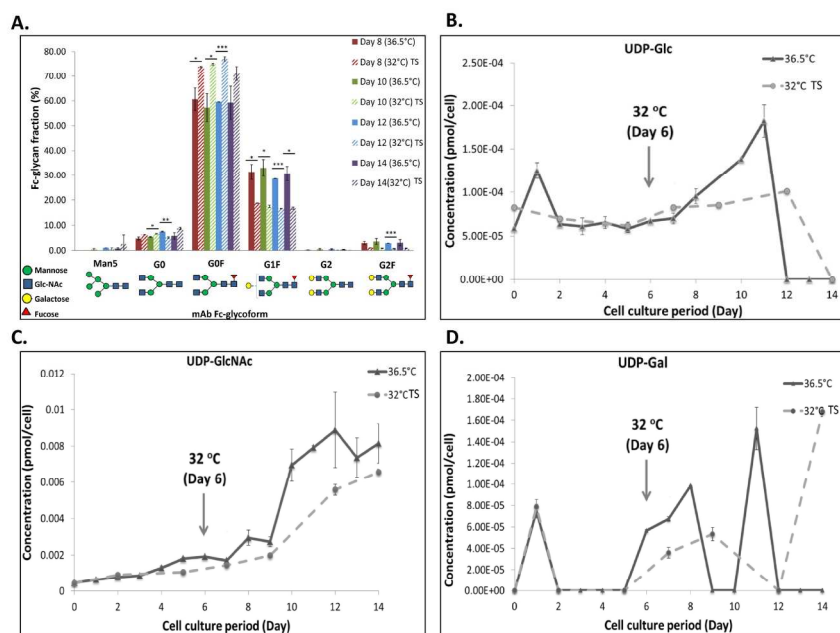 A.
Fc-glycan fraction (%)
80.00
70.00
60.00
50.00
40.00
30.00
20.00
10.00
0.00
* * ***
* ** 
* * *** *
***
Day 8 (36.5°C)
Day 8 (32°C) TS
Day 10 (36.5°C)
Day 10 (32°C) TS
Day 12 (36.5°C)
Day 12 (32°C) TS
Day 14 (36.5°C)
Day 14(32°C) TS
Man5 G0 G0F G1F G2 G2F
Mannose
Glc-NAc
Galactose
Fucose
mAb Fc-glycoform
B.
UDP-Glc
36.5°C
32°C TS
32 °C
(Day 6)
Concentration (pmol/cell)
2.50E-04
2.00E-04
1.50E-04
1.00E-04
5.00E-05
0.00E+00
0 2 4 6 8 10 12 14
Cell culture period (Day)
C.
UDP-GlcNAc
36.5°C
32°CTS
32 °C
(Day 6)
Concentration (pmol/cell)
0.012
0.01
0.008
0.006
0.004
0.002
0
0 2 4 6 8 10 12 14
Cell culture period (Day)
D.
UDP-Gal
36.5°C
32°C TS
32 °C
(Day 6)
Concentration (pmol/cell)
2.00E-04
1.80E-04
1.60E-04
1.40E-04
1.20E-04
1.00E-04
8.00E-05
6.00E-05
4.00E-05
2.00E-05
0.00E+00
0 2 4 6 8 10 12 14
Cell culture period (Day)